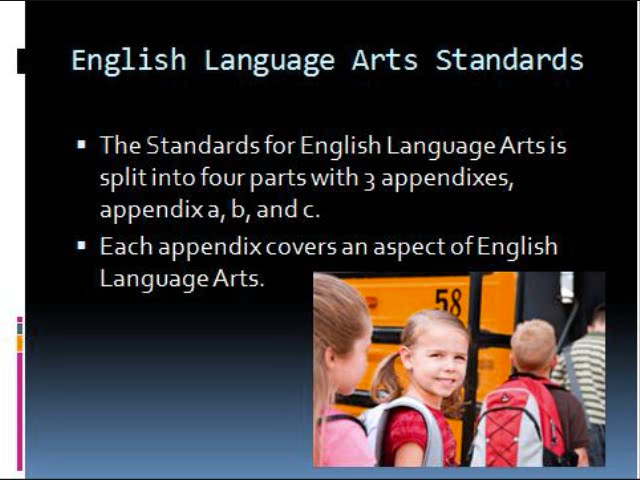 English Language Arts Standards
The Standards for English Language Arts is
split into four parts with 3 appendixes,
appendix a, b, and c.
Each appendix covers an aspect of English
Language Arts.
58